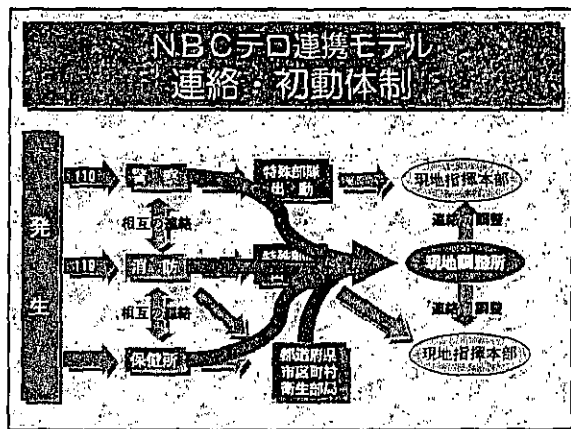 NBCテロ連携モデル
連絡・初動体制
発生
110
警察
特殊部隊
出動
現地指揮本部
相互の連絡
連絡
調整
119
消防
現地調整所
相互の連絡
連絡
調整
保健所
都道府県
市区町村
衛生部局
現地指揮本部